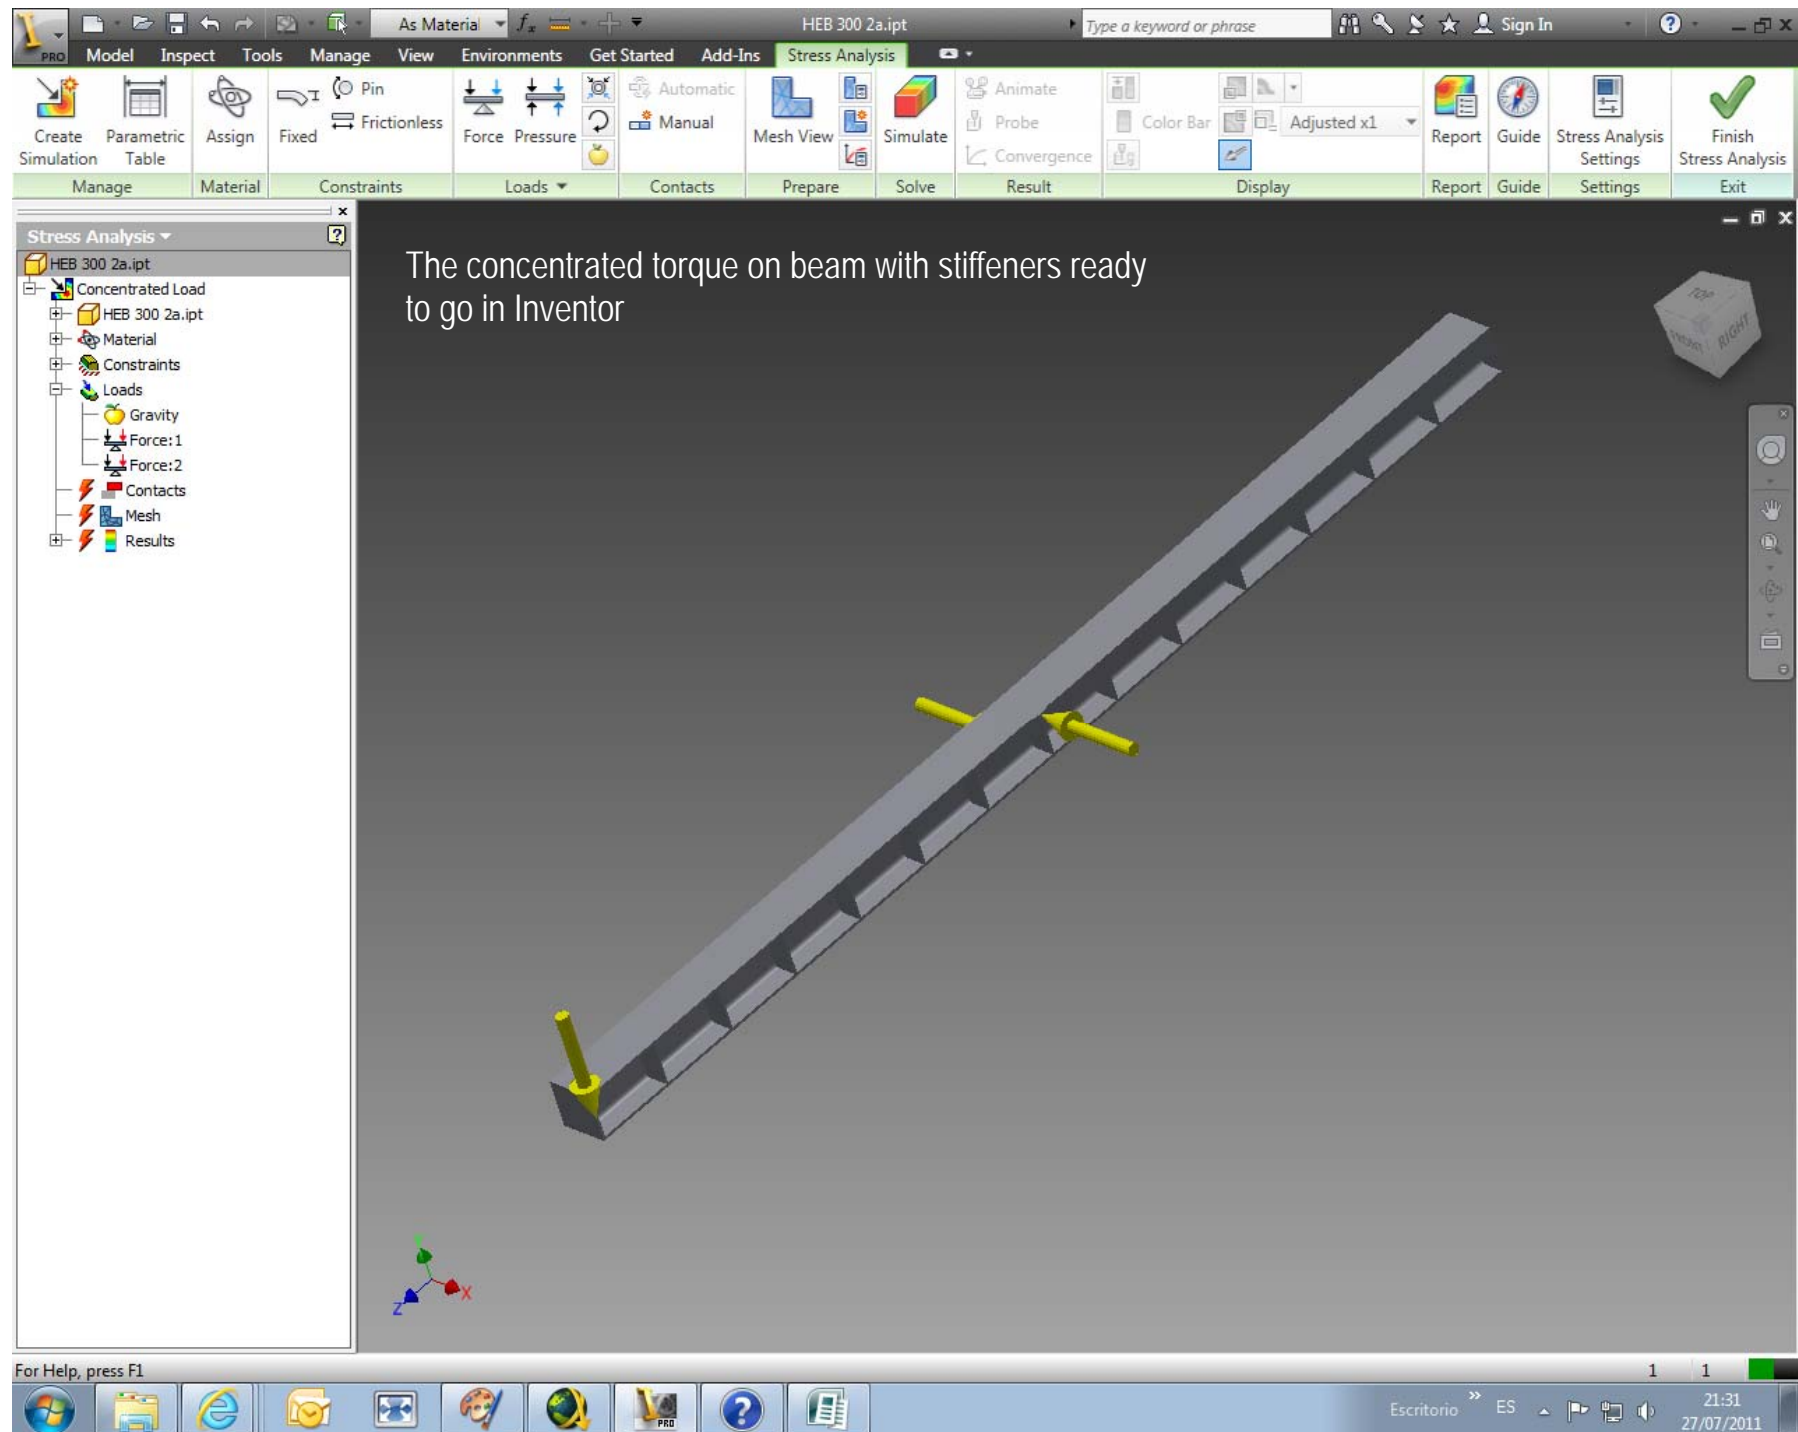 As Material
HEB 300 2a.ipt
Type a keyword or phrase
Sign In
PRO
Model Inspect Tools Manage View Environments Get Started Add-Ins Stress Analysis
Create Simulation
Parametric Table
Assign
Fixed
Pin
Frictionless
Force
Pressure
Automatic
Manual
Mesh View
Simulate
Animate
Probe
Convergence
Color Bar
Adjusted x1
Report
Guide
Stress Analysis Settings
Finish Stress Analysis
Manage Material Constraints Loads Contacts Prepare Solve Result Display Report Guide Settings Exit
Stress Analysis
HEB 300 2a.ipt
Concentrated Load
HEB 300 2a.ipt
Material
Constraints
Loads
Gravity
Force:1
Force:2
Contacts
Mesh
Results
The concentrated torque on beam with stiffeners ready
to go in Inventor
TOP
RIGHT
X
Z
For Help, press F1
1 1
PRO
Escritorio
ES
21:31
27/07/2011